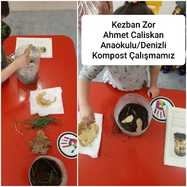 Kezban Zor
Ahmet Caliskan
Anaokulu/Denizli
Kompost Çalışmamız